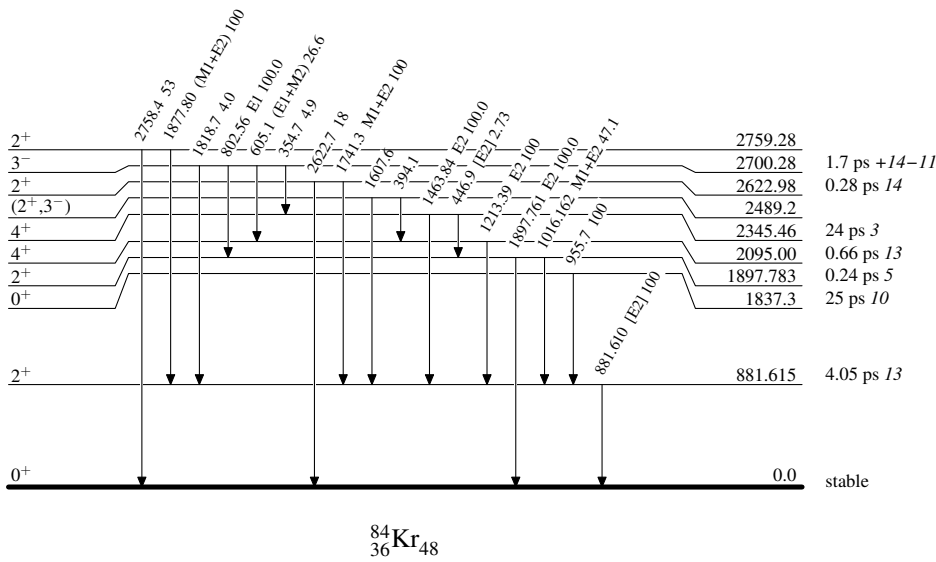 2758.4 53
1877.80 (M1+E2) 100
1818.7 4.0
802.56 E1 100.0
605.1 (E1+M2) 26.6
354.7 4.9
2622.7 18
1741.3 M1+E2 100
1607.6
394.1
1463.84 E2 100.0
446.9 [E2] 2.73
1213.39 E2 100
1897.761 E2 100.0
1016.162 M1+E2 47.1
955.7 100
881.610 [E2] 100
2⁺ 2759.28
3⁻ 2700.28 1.7 ps +14−11
2⁺ 2622.98 0.28 ps 14
(2⁺,3⁻) 2489.2
4⁺ 2345.46 24 ps 3
4⁺ 2095.00 0.66 ps 13
2⁺ 1897.783 0.24 ps 5
0⁺ 1837.3 25 ps 10
2⁺ 881.615 4.05 ps 13
0⁺ 0.0 stable
⁸⁴₃₆Kr₄₈